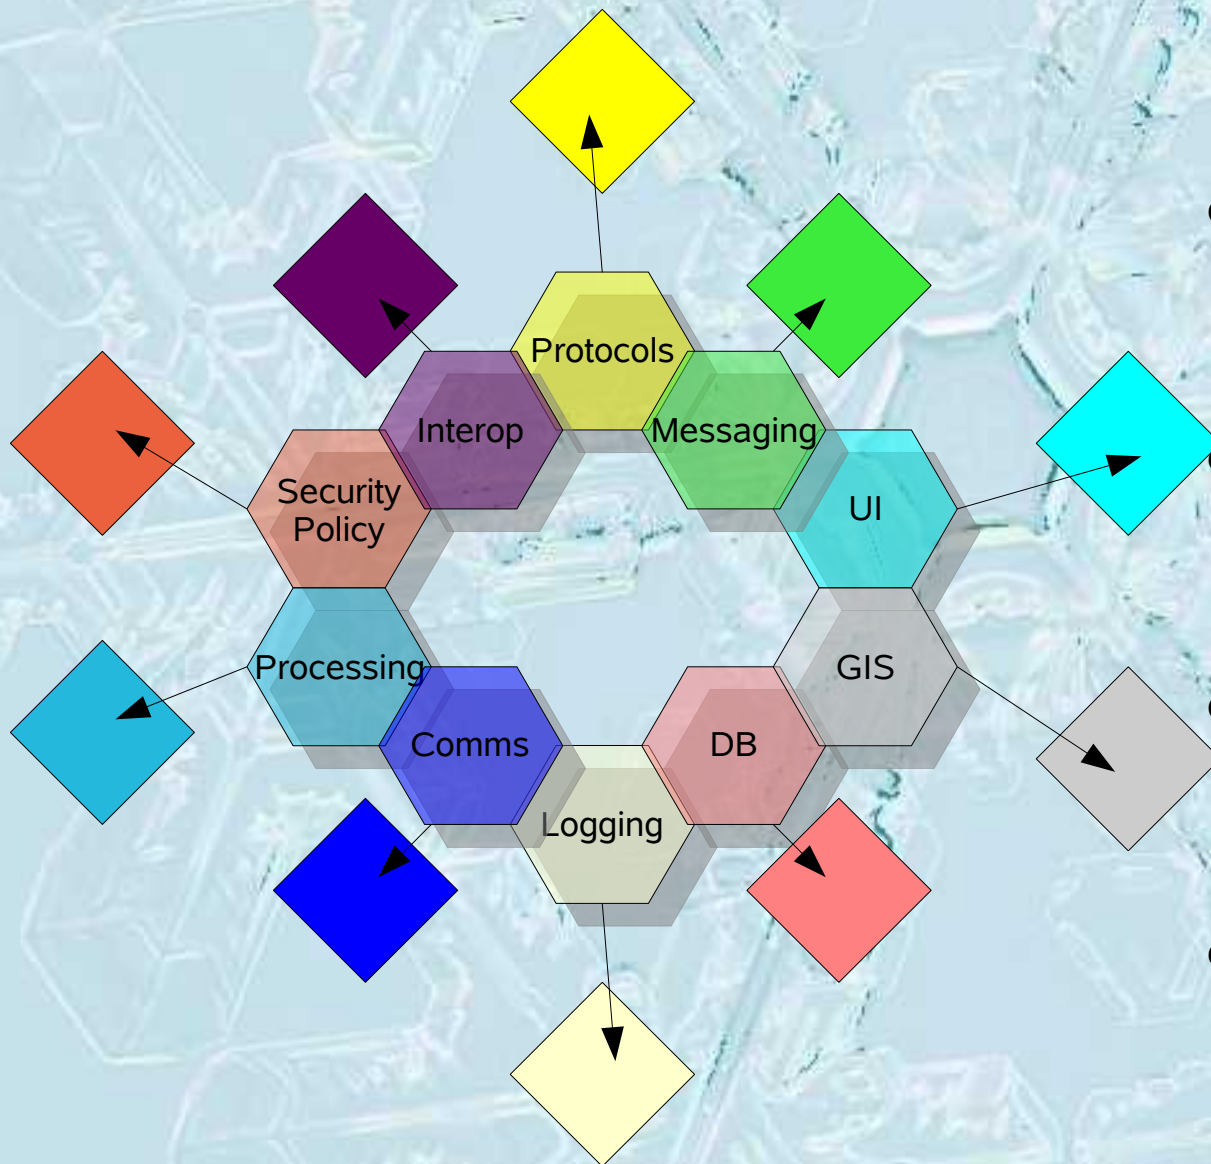 Protocols
Interop
Messaging
Security
Policy
UI
Processing
GIS
Comms
DB
Logging